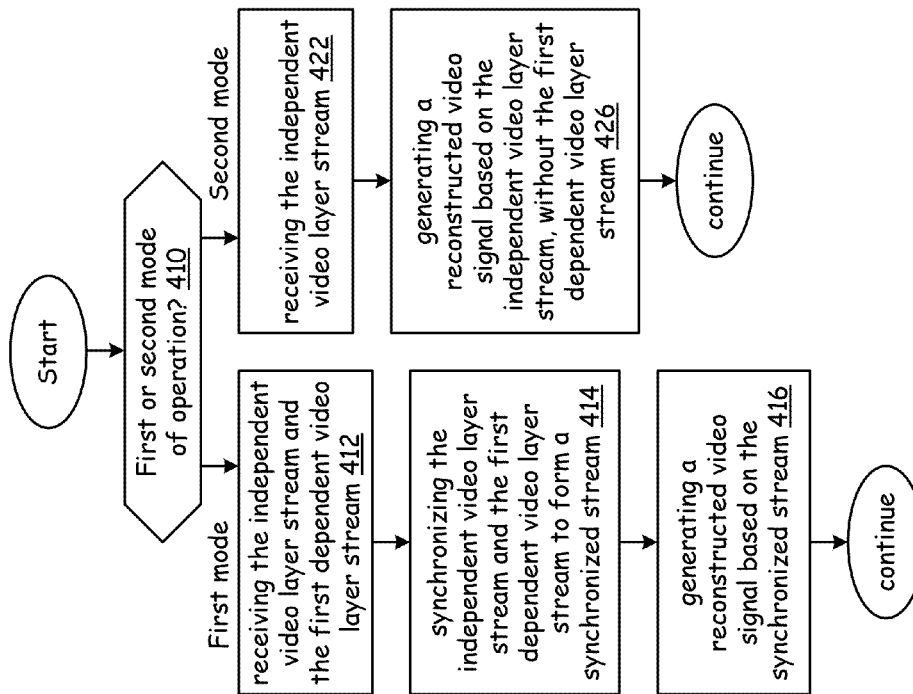 Start
First or second mode
of operation? 410
First mode
receiving the independent
video layer stream and
the first dependent video
layer stream 412
synchronizing the
independent video layer
stream and the first
dependent video layer
stream to form a
synchronized stream 414
generating a
reconstructed video
signal based on the
synchronized stream 416
continue
Second mode
receiving the independent
video layer stream 422
generating a
reconstructed video
signal based on the
independent video layer
stream, without the first
dependent video layer
stream 426
continue